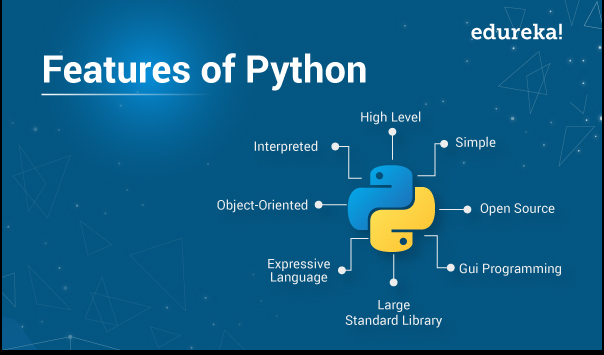 edureka!
Features of Python
High Level
Interpreted
Simple
Object-Oriented
Open Source
Expressive
Language
Gui Programming
Large
Standard Library